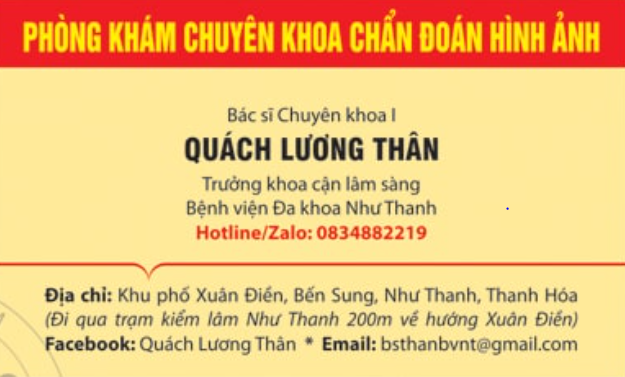 PHÒNG KHÁM CHUYÊN KHOA CHẨN ĐOÁN HÌNH ẢNH
Bác sĩ Chuyên khoa I
QUÁCH LƯƠNG THÂN
Trưởng khoa cận lâm sàng
Bệnh viện Đa khoa Như Thanh
Hotline/Zalo: 0834882219
Địa chỉ: Khu phố Xuân Điền, Bến Sung, Như Thanh, Thanh Hóa
(Đi qua trạm kiểm lâm Như Thanh 200m về hướng Xuân Điền)
Facebook: Quách Lương Thân * Email: bsthanbvnt@gmail.com